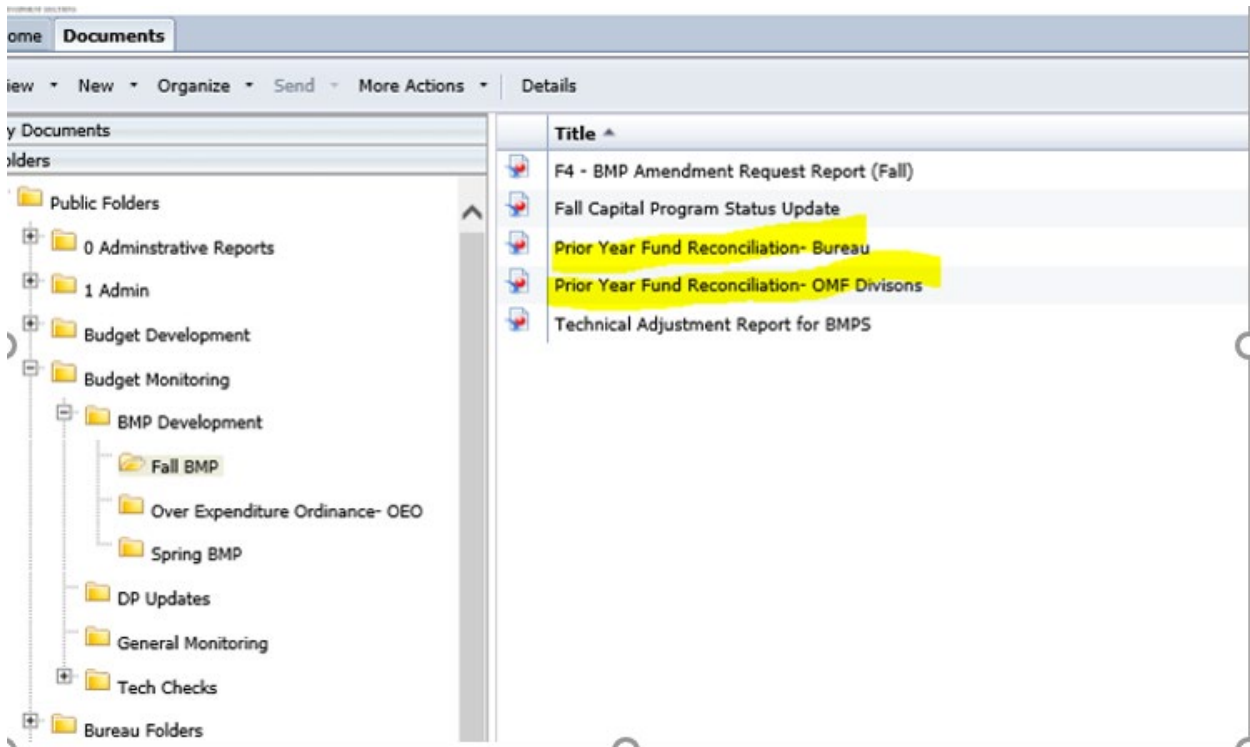 ome Documents
iew New Organize Send More Actions Details
y Documents
olders
Public Folders
0 Adminstrative Reports
1 Admin
Budget Development
Budget Monitoring
BMP Development
Fall BMP
Over Expenditure Ordinance- OEO
Spring BMP
DP Updates
General Monitoring
Tech Checks
Bureau Folders
Title
F4 - BMP Amendment Request Report (Fall)
Fall Capital Program Status Update
Prior Year Fund Reconciliation- Bureau
Prior Year Fund Reconciliation- OMF Divisons
Technical Adjustment Report for BMPS